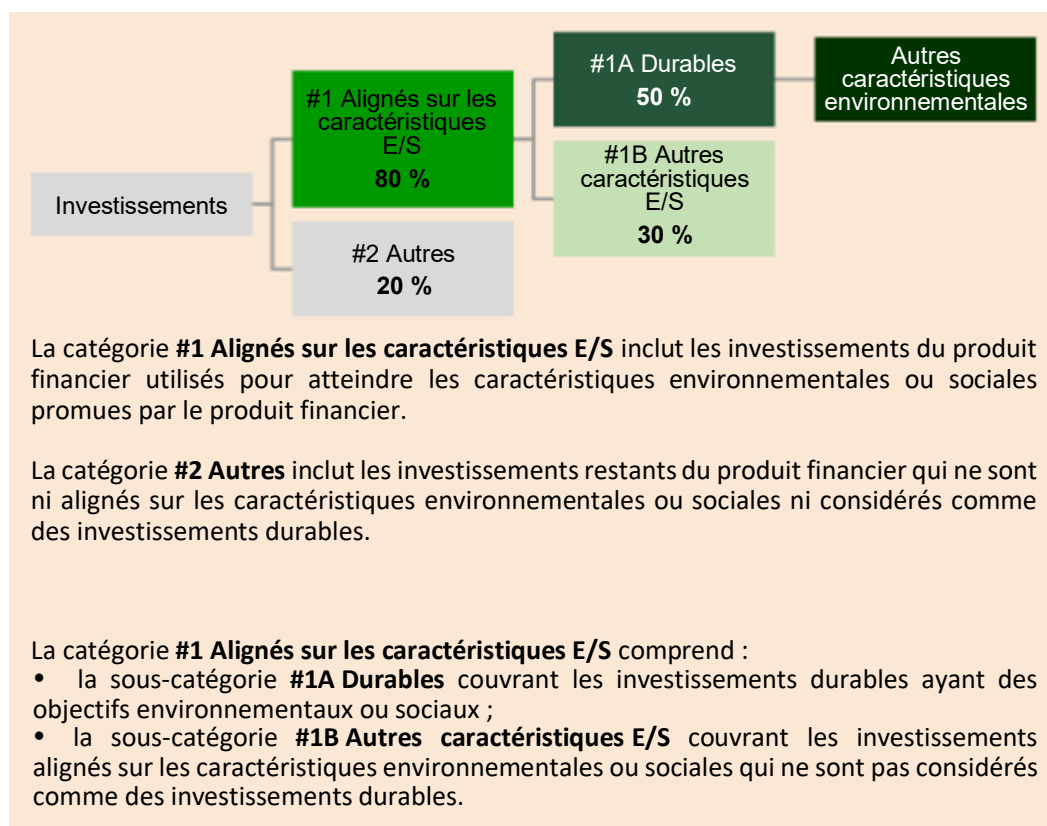 Investissements
#1 Alignés sur les
caractéristiques
E/S
80 %
#2 Autres
20 %
#1A Durables
50 %
#1B Autres
caractéristiques
E/S
30 %
Autres
caractéristiques
environnementales
La catégorie #1 Alignés sur les caractéristiques E/S inclut les investissements du produit
financier utilisés pour atteindre les caractéristiques environnementales ou sociales
promues par le produit financier.
La catégorie #2 Autres inclut les investissements restants du produit financier qui ne sont
ni alignés sur les caractéristiques environnementales ou sociales ni considérés comme
des investissements durables.
La catégorie #1 Alignés sur les caractéristiques E/S comprend :
• la sous-catégorie #1A Durables couvrant les investissements durables ayant des
objectifs environnementaux ou sociaux ;
• la sous-catégorie #1B Autres caractéristiques E/S couvrant les investissements
alignés sur les caractéristiques environnementales ou sociales qui ne sont pas considérés
comme des investissements durables.